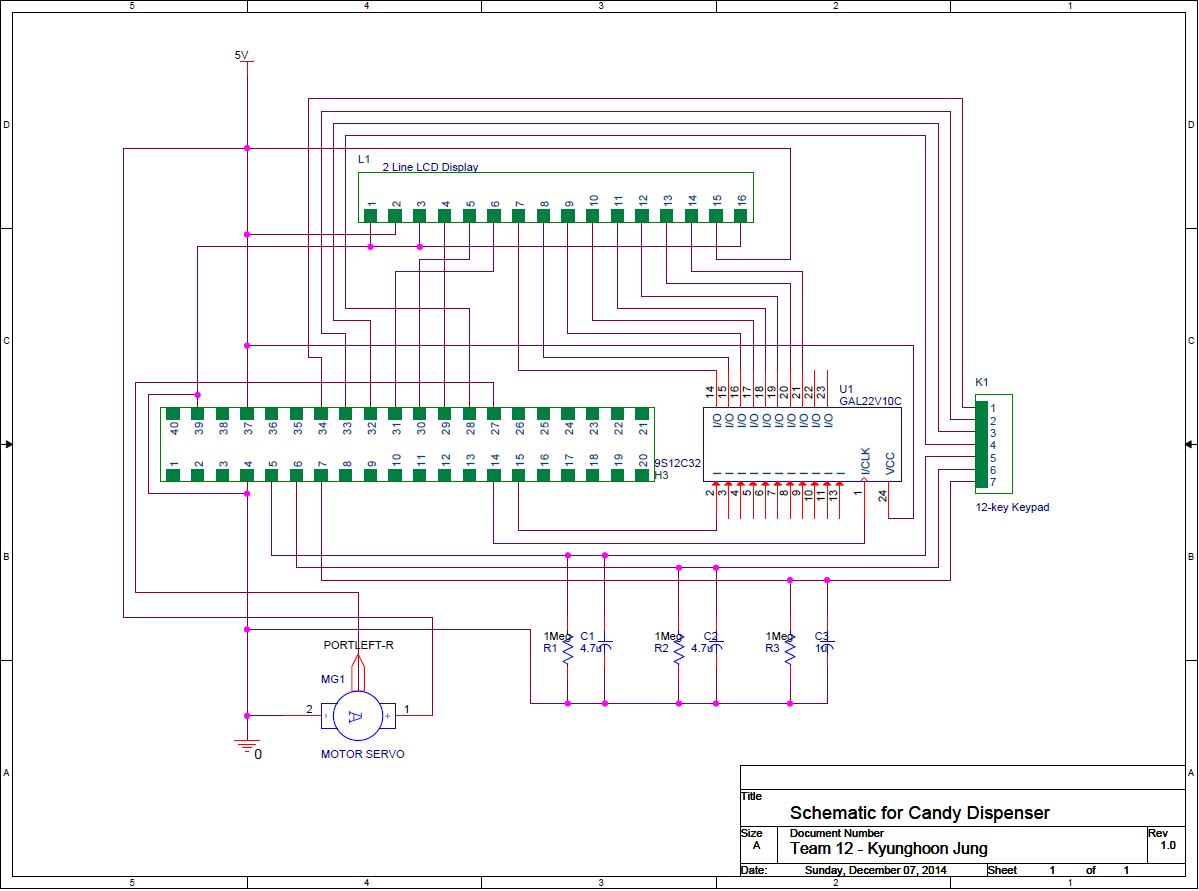 5 4 3 2 1
D
D
C
C
B
B
A
A
5V
L1
2 Line LCD Display
1 2 3 4 5 6 7 8 9 10 11 12 13 14 15 16
K1
1
2
3
4
5
6
7
12-key Keypad
14 15 16 17 18 19 20 21 22 23
U1
GAL22V10C
I/O I/O I/O I/O I/O I/O I/O I/O I/O I/O
I I I I I I I I I I I I/CLK VCC
2 3 4 5 6 7 8 9 10 11 13 1 24
40 39 38 37 36 35 34 33 32 31 30 29 28 27 26 25 24 23 22 21
1 2 3 4 5 6 7 8 9 10 11 12 13 14 15 16 17 18 19 20
9S12C32
H3
1Meg C1
R1 4.7u
1Meg C2
R2 4.7u
1Meg C3
R3 1u
PORTLEFT-R
MG1
2 - A + 1
MOTOR SERVO
0
Title
Schematic for Candy Dispenser
Size Document Number Rev
A Team 12 - Kyunghoon Jung 1.0
Date: Sunday, December 07, 2014 Sheet 1 of 1
5 4 3 2 1